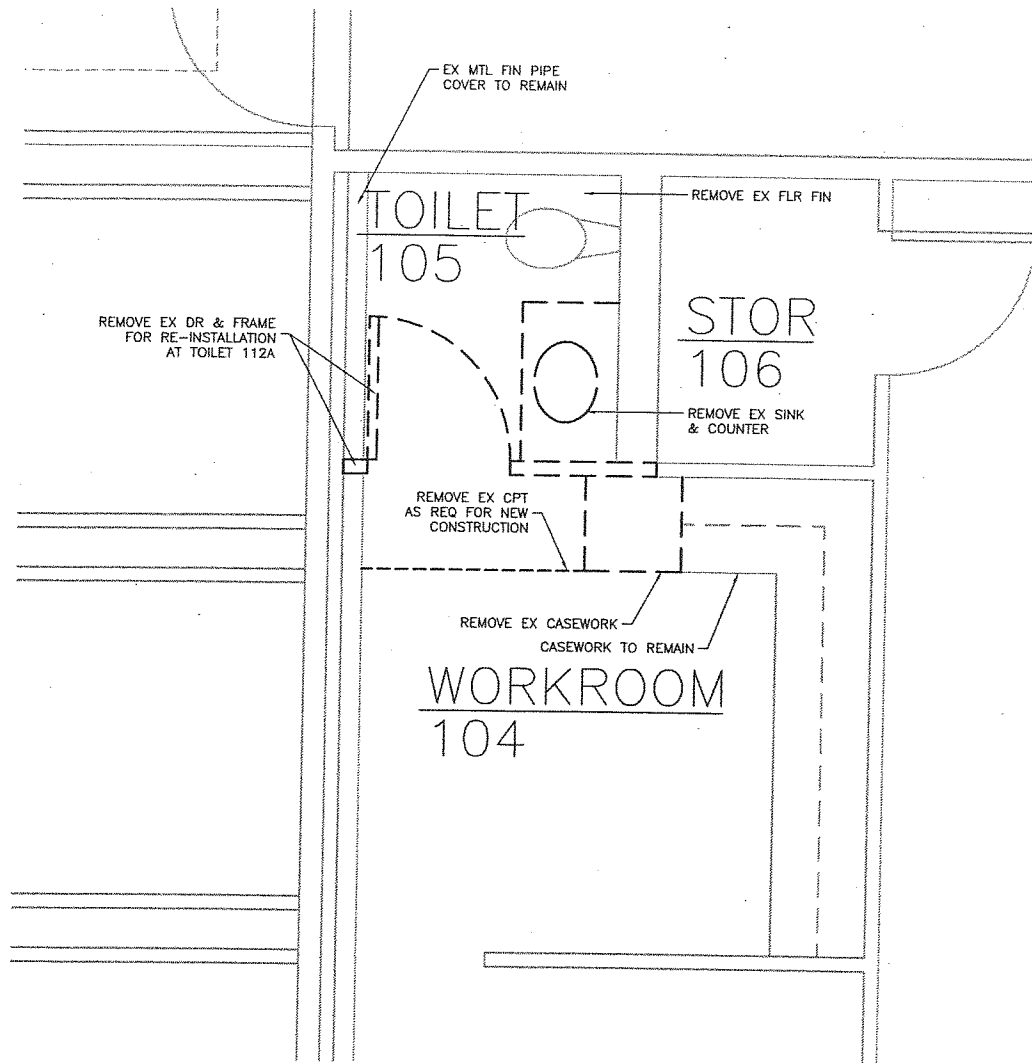 EX MTL FIN PIPE
COVER TO REMAIN
TOILET
105
REMOVE EX FLR FIN
STOR
106
REMOVE EX DR & FRAME
FOR RE-INSTALLATION
AT TOILET 112A
REMOVE EX SINK
& COUNTER
REMOVE EX CPT
AS REQ FOR NEW
CONSTRUCTION
REMOVE EX CASEWORK
CASEWORK TO REMAIN
WORKROOM
104